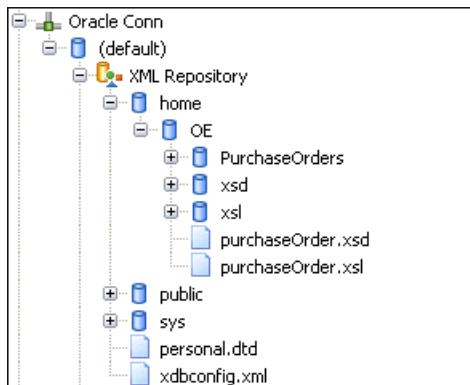 Oracle Conn
(default)
XML Repository
home
OE
PurchaseOrders
xsd
xsl
purchaseOrder.xsd
purchaseOrder.xsl
public
sys
personal.dtd
xdbconfig.xml